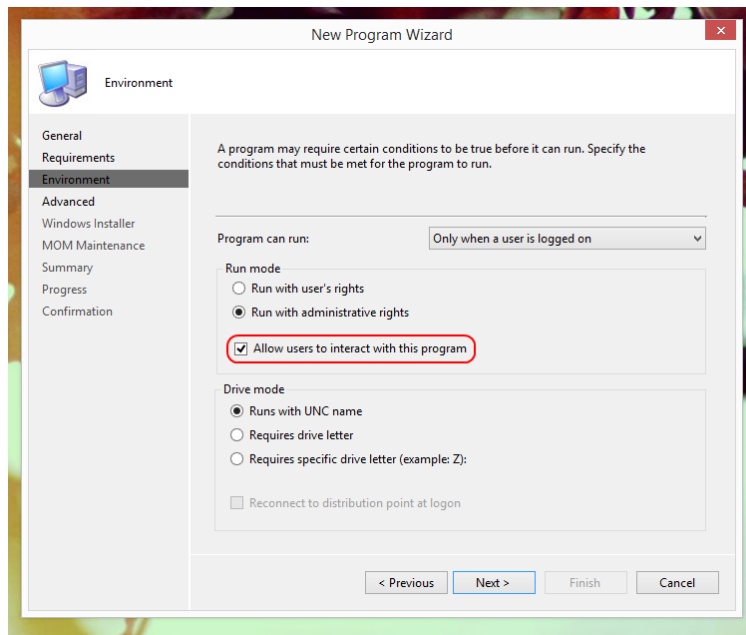 New Program Wizard
Environment
General
Requirements
Environment
Advanced
Windows Installer
MOM Maintenance
Summary
Progress
Confirmation
A program may require certain conditions to be true before it can run. Specify the
conditions that must be met for the program to run.
Program can run:
Only when a user is logged on
Run mode
Run with user's rights
Run with administrative rights
Allow users to interact with this program
Drive mode
Runs with UNC name
Requires drive letter
Requires specific drive letter (example: Z):
Reconnect to distribution point at logon
< Previous
Next >
Finish
Cancel